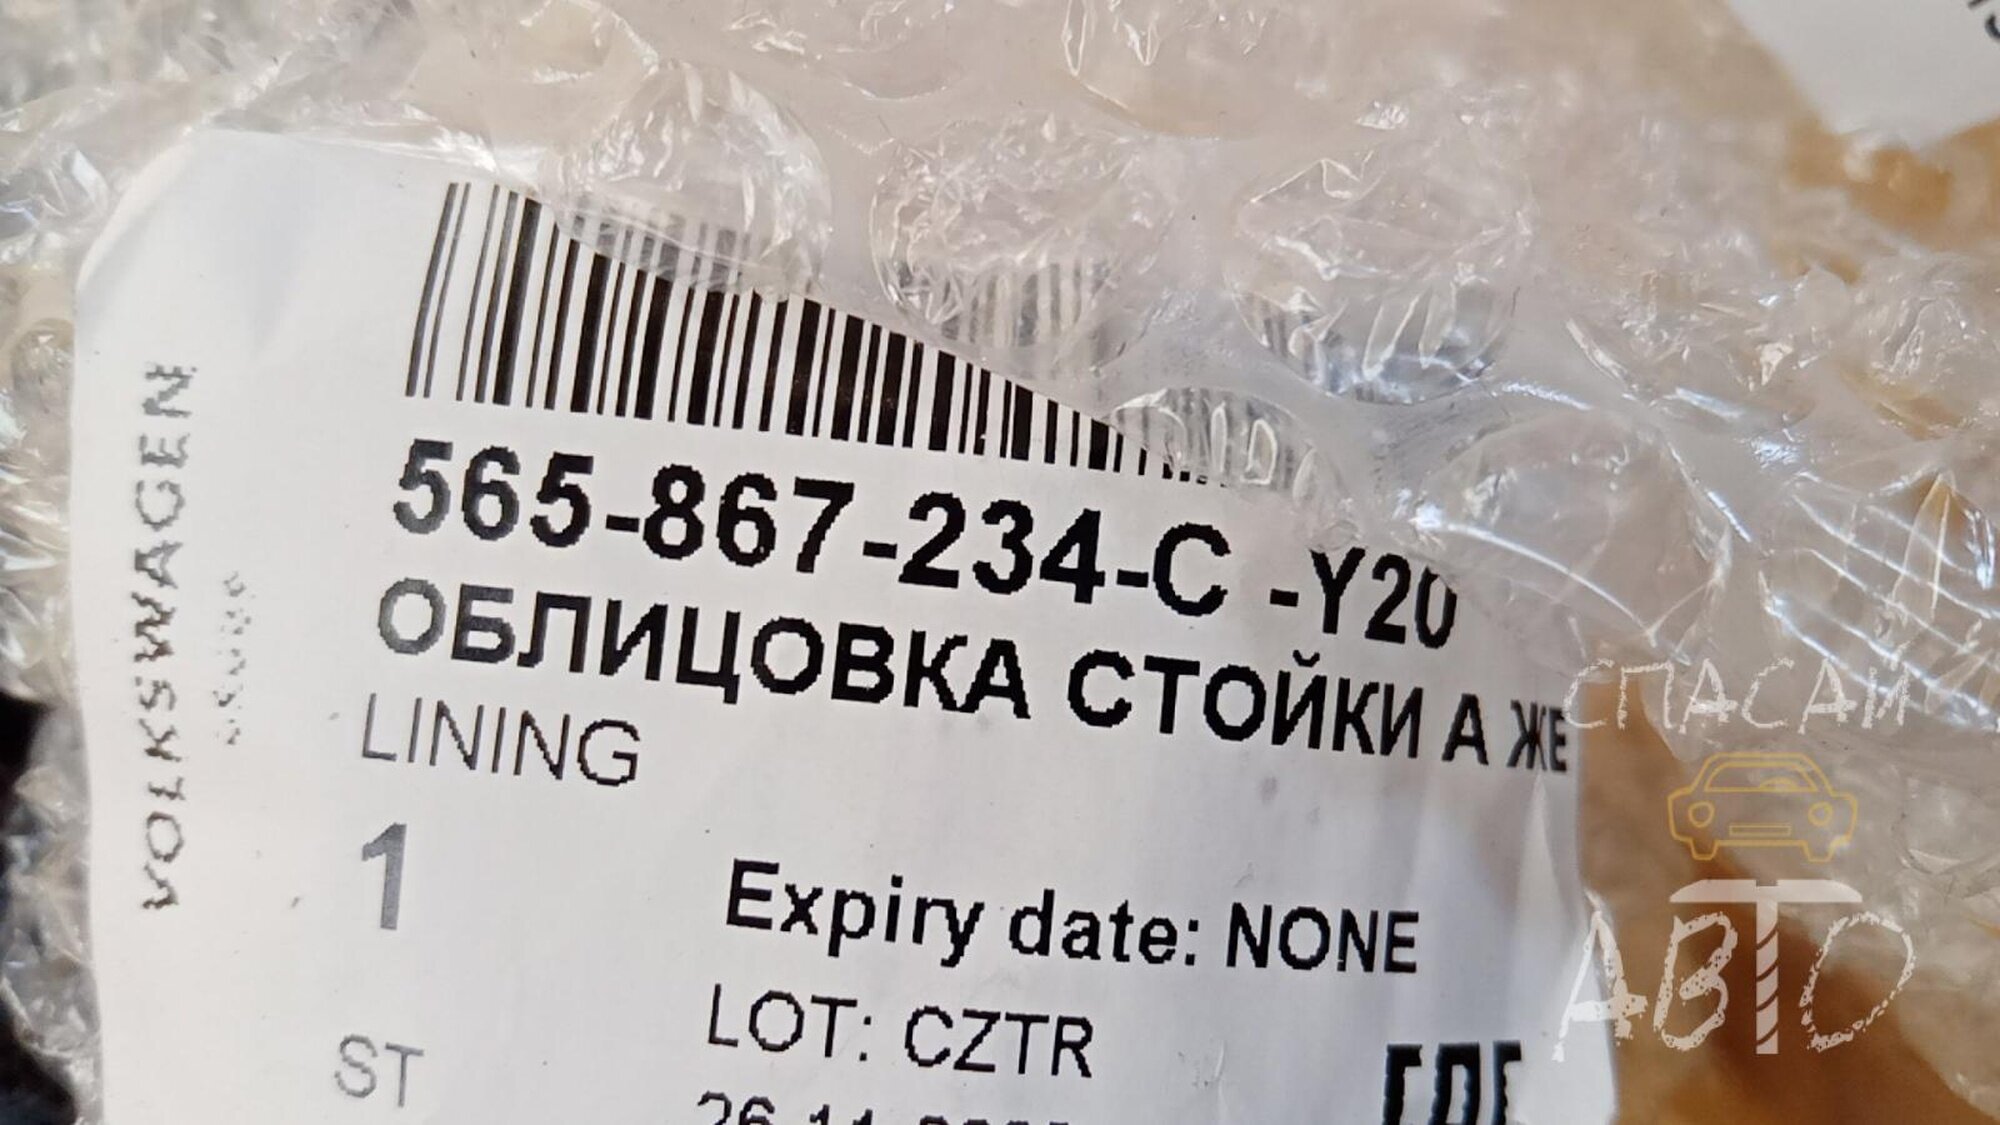 565-867-234-C -Y20
ОБЛИЦОВКА СТОЙКИ А ЖЕ
LINING
1
Expiry date: NONE
LOT: CZTR
ST
VOLKSWAGEN
СПАСАЙ
АВТО